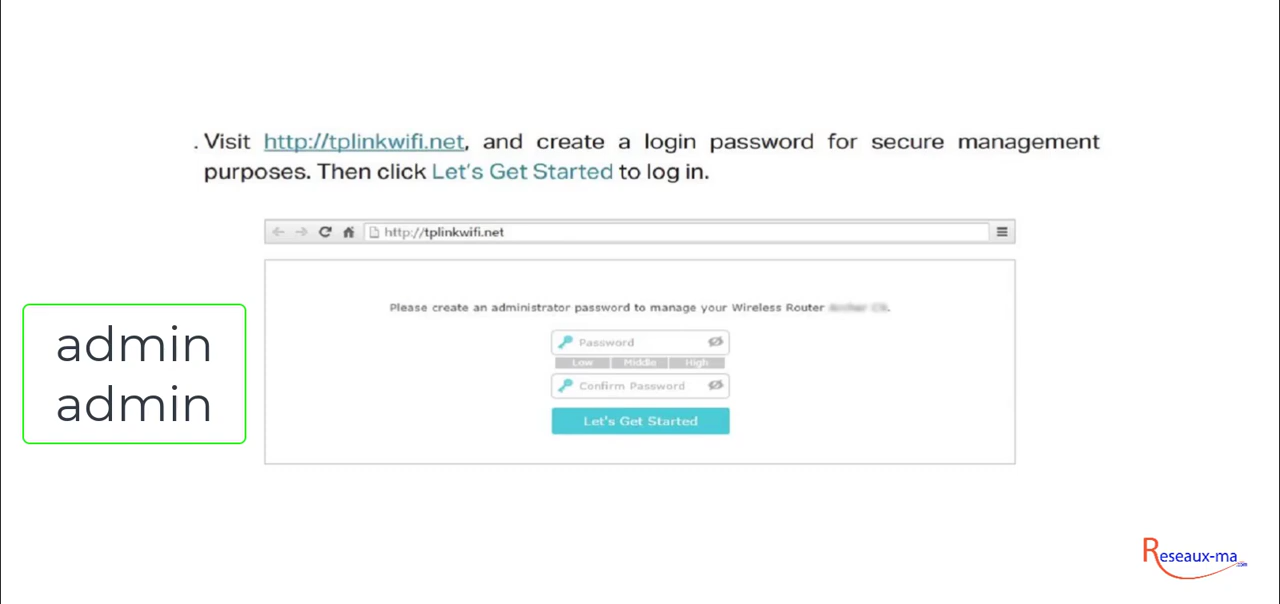 . Visit http://tplinkwifi.net, and create a login password for secure management
purposes. Then click Let's Get Started to log in.
http://tplinkwifi.net
Please create an administrator password to manage your Wireless Router
Password
Low Middle High
Confirm Password
Let's Get Started
admin
admin
Reseaux-ma.com